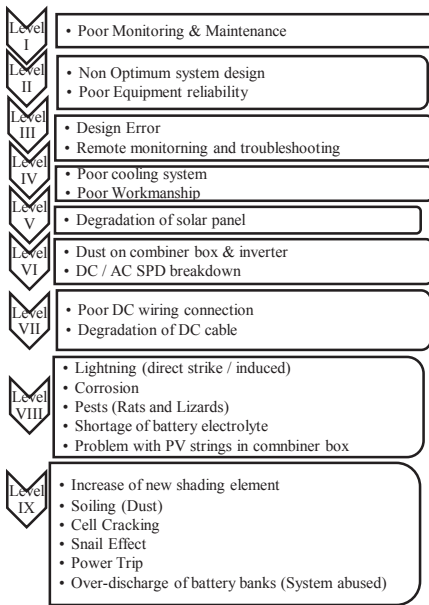 Level
I
• Poor Monitoring & Maintenance
Level
II
• Non Optimum system design
• Poor Equipment reliability
Level
III
• Design Error
• Remote monitorning and troubleshooting
Level
IV
• Poor cooling system
• Poor Workmanship
Level
V
• Degradation of solar panel
Level
VI
• Dust on combiner box & inverter
• DC / AC SPD breakdown
Level
VII
• Poor DC wiring connection
• Degradation of DC cable
Level
VIII
• Lightning (direct strike / induced)
• Corrosion
• Pests (Rats and Lizards)
• Shortage of battery electrolyte
• Problem with PV strings in comnbiner box
Level
IX
• Increase of new shading element
• Soiling (Dust)
• Cell Cracking
• Snail Effect
• Power Trip
• Over-discharge of battery banks (System abused)